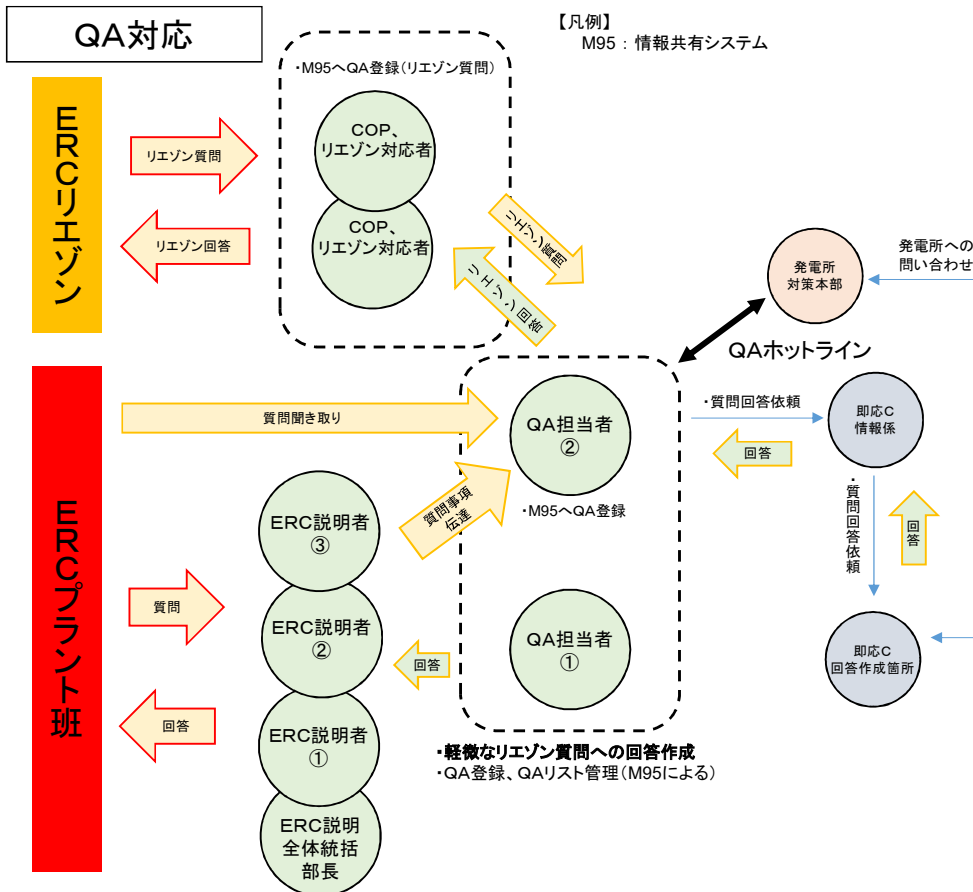 QA対応
【凡例】
M95：情報共有システム
ERCリエゾン
・M95へQA登録（リエゾン質問）
COP、
リエゾン対応者
COP、
リエゾン対応者
リエゾン質問
リエゾン回答
リエゾン質問
リエゾン回答
発電所
対策本部
発電所への
問い合わせ
QAホットライン
ERCプラント班
質問聞き取り
QA担当者
②
・M95へQA登録
・質問回答依頼
回答
即応C
情報係
・質問回答依頼
回答
即応C
回答作成箇所
ERC説明者
③
質問事項
伝達
質問
ERC説明者
②
回答
QA担当者
①
回答
ERC説明者
①
ERC説明
全体統括
部長
・軽微なリエゾン質問への回答作成
・QA登録、QAリスト管理（M95による）